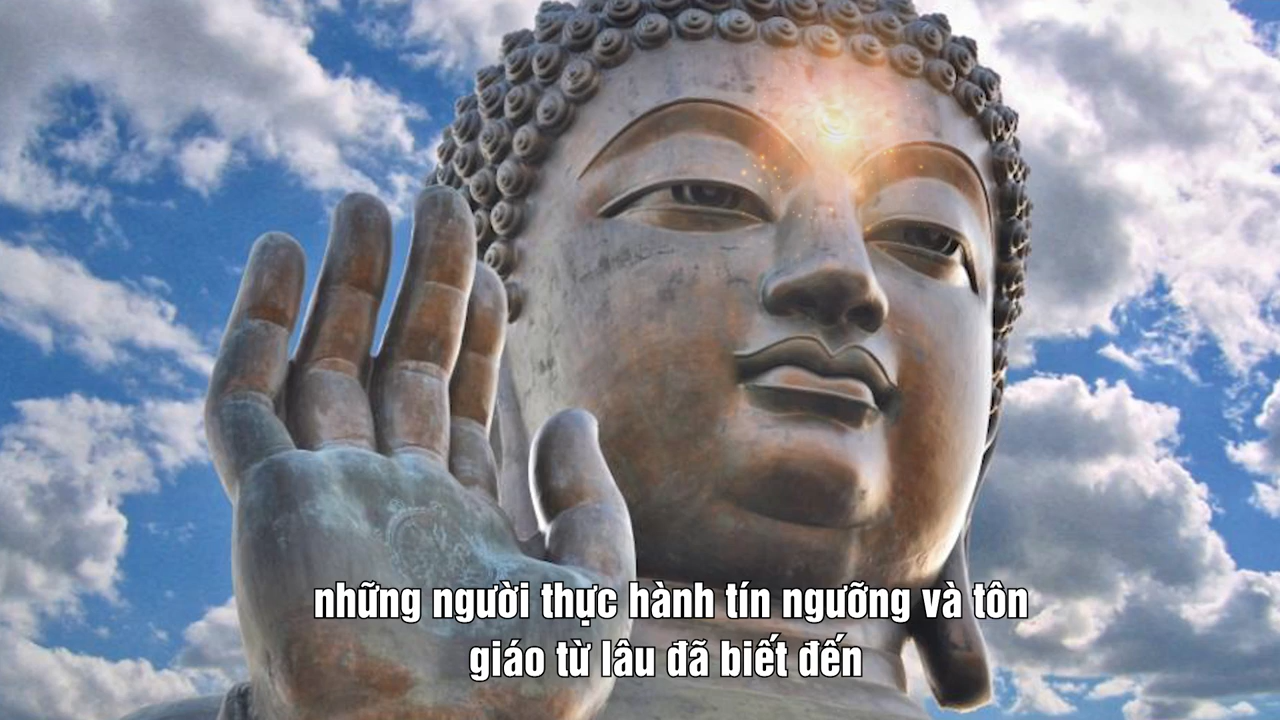 những người thực hành tín ngưỡng và tôn
giáo từ lâu đã biết đến